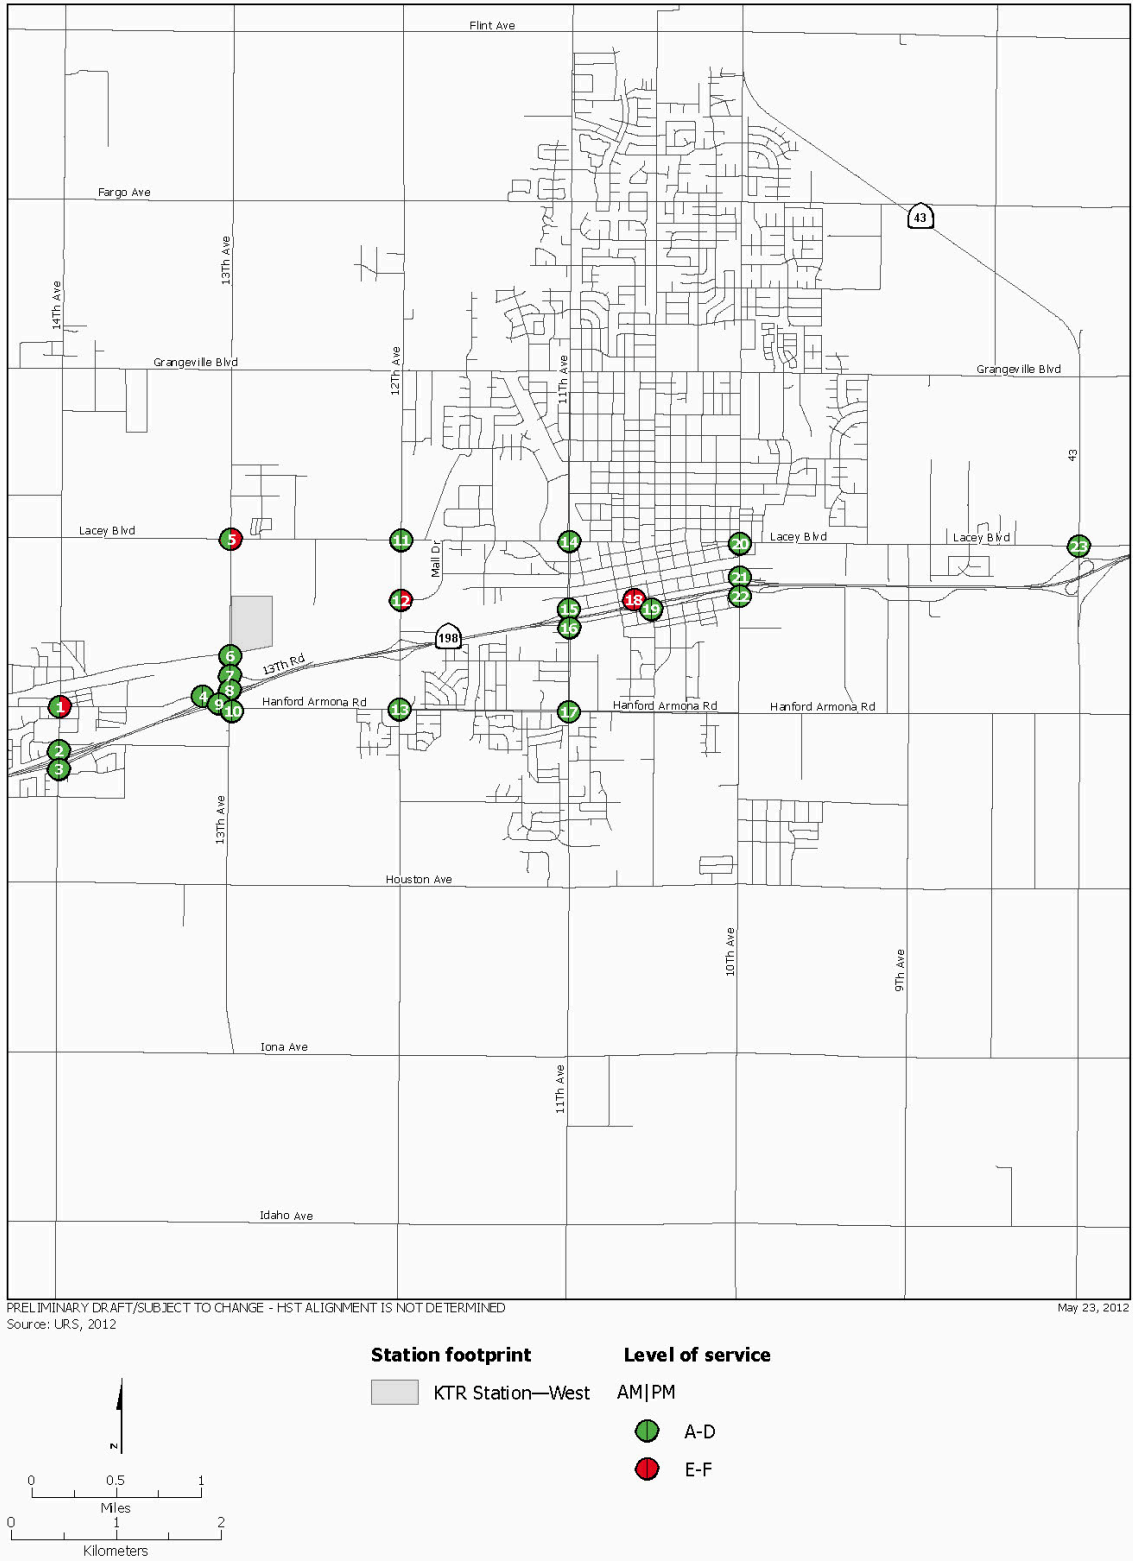 Flint Ave
Fargo Ave
43
13Th Ave
14Th Ave
12Th Ave
11Th Ave
Grangeville Blvd
Grangeville Blvd
43
Lacey Blvd
5
11
Mall Dr
14
20
Lacey Blvd
Lacey Blvd
23
12
18
21
22
15
19
16
198
6
13Th Rd
7
8
4
9
10
1
Hanford Armona Rd
13
17
Hanford Armona Rd
Hanford Armona Rd
2
3
13Th Ave
Houston Ave
10Th Ave
9Th Ave
Iona Ave
11Th Ave
Idaho Ave
PRELIMINARY DRAFT/SUBJECT TO CHANGE - HST ALIGNMENT IS NOT DETERMINED
May 23, 2012
Source: URS, 2012
Station footprint
KTR Station—West
Level of service
AM|PM
A-D
E-F
N
0 0.5 1
Miles
0 1 2
Kilometers